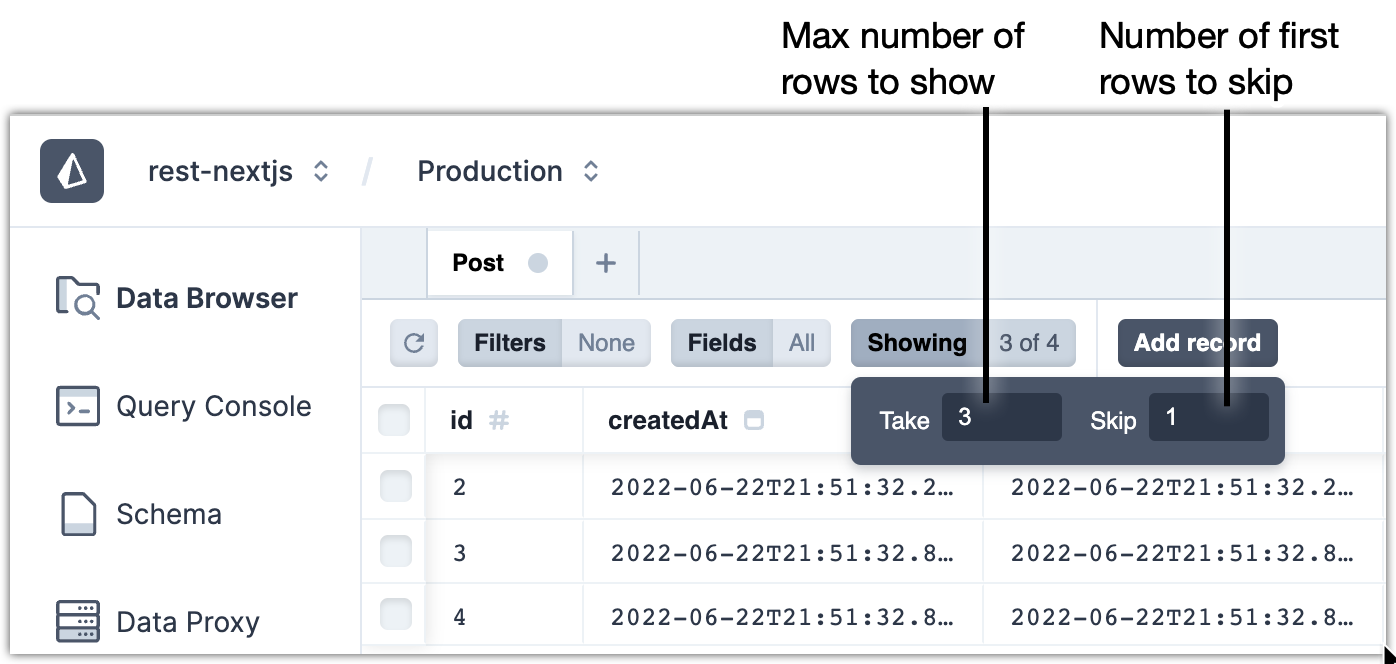 Max number of
rows to show
Number of first
rows to skip
rest-nextjs / Production
Post +
Data Browser
Query Console
Schema
Data Proxy
Filters None Fields All Showing 3 of 4 Add record
Take 3 Skip 1
id # createdAt
2 2022-06-22T21:51:32.2… 2022-06-22T21:51:32.2…
3 2022-06-22T21:51:32.8… 2022-06-22T21:51:32.8…
4 2022-06-22T21:51:32.8… 2022-06-22T21:51:32.8…